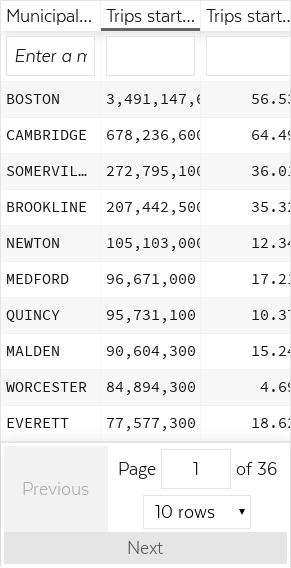 Municipal... Trips start... Trips start..
Enter a n
BOSTON 3,491,147,6 56.5
CAMBRIDGE 678,236,600 64.4
SOMERVIL… 272,795,100 36.0
BROOKLINE 207,442,500 35.3
NEWTON 105,103,000 12.3
MEDFORD 96,671,000 17.2
QUINCY 95,731,100 10.3
MALDEN 90,604,300 15.2
WORCESTER 84,894,300 4.6
EVERETT 77,577,300 18.6
Page 1 of 36
Previous
10 rows
Next